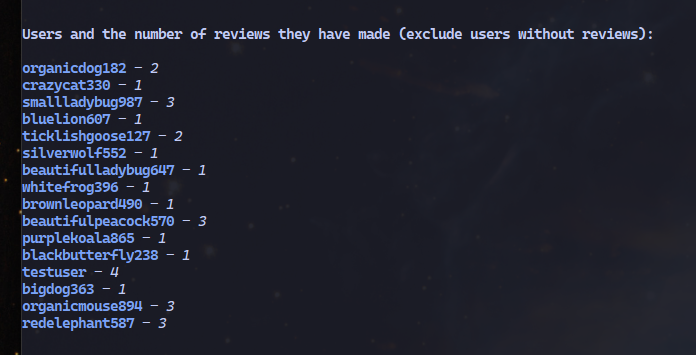 Users and the number of reviews they have made (exclude users without reviews):
organicdog182 – 2
crazycat330 – 1
smallladybug987 – 3
bluelion607 – 1
ticklishgoose127 – 2
silverwolf552 – 1
beautifulladybug647 – 1
whitefrog396 – 1
brownleopard490 – 1
beautifulpeacock570 – 3
purplekoala865 – 1
blackbutterfly238 – 1
testuser – 4
bigdog363 – 1
organicmouse894 – 3
redelephant587 – 3